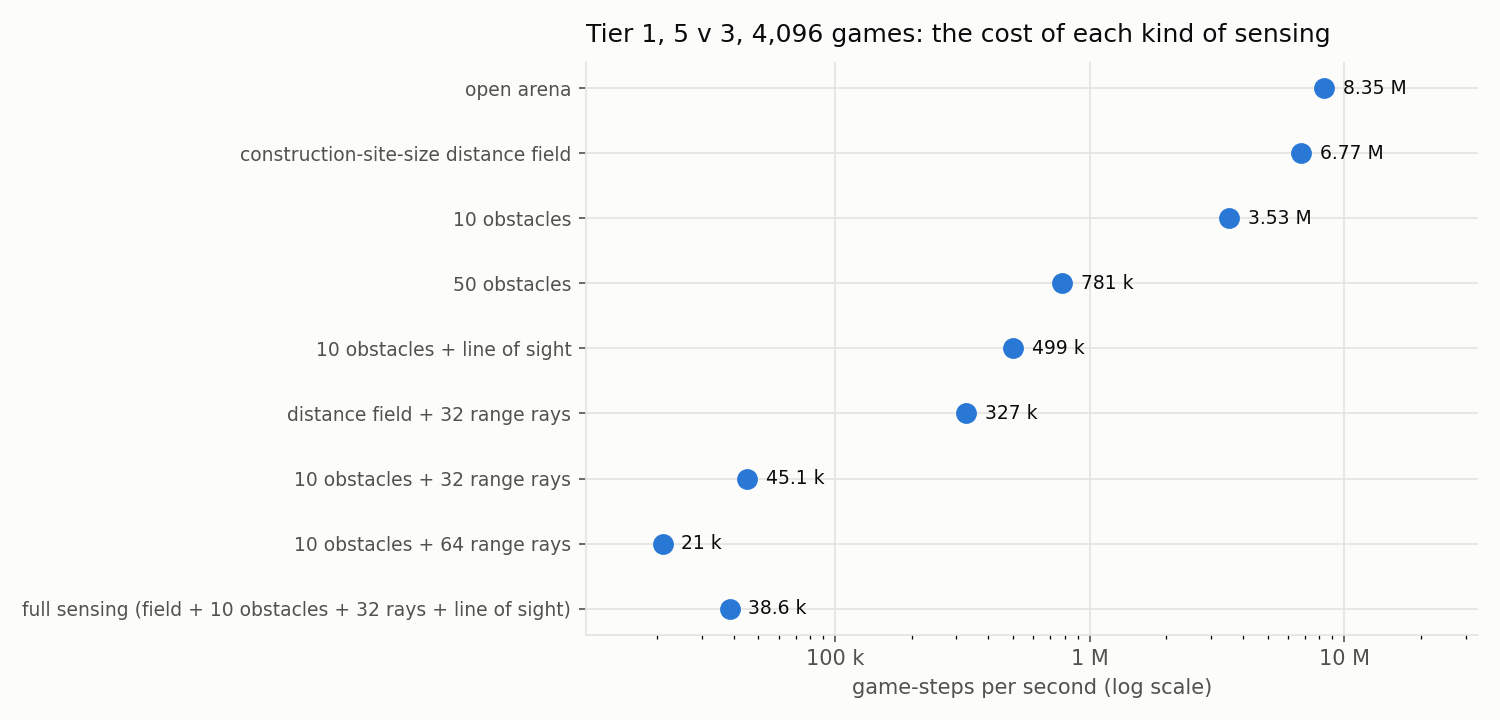 Tier 1, 5 v 3, 4,096 games: the cost of each kind of sensing
open arena 8.35 M
construction-site-size distance field 6.77 M
10 obstacles 3.53 M
50 obstacles 781 k
10 obstacles + line of sight 499 k
distance field + 32 range rays 327 k
10 obstacles + 32 range rays 45.1 k
10 obstacles + 64 range rays 21 k
full sensing (field + 10 obstacles + 32 rays + line of sight) 38.6 k
100 k 1 M 10 M
game-steps per second (log scale)